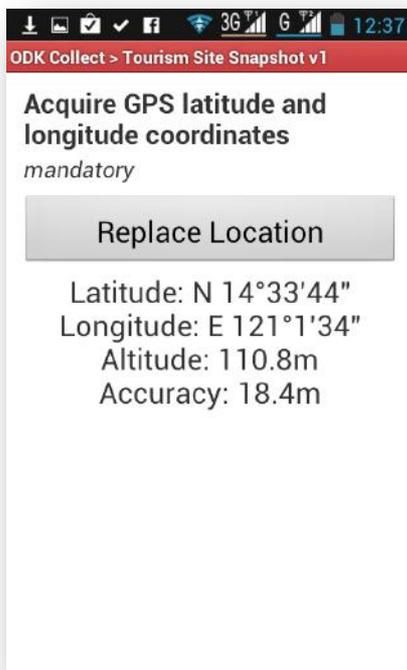 3G G 12:37
ODK Collect > Tourism Site Snapshot v1
Acquire GPS latitude and
longitude coordinates
mandatory
Replace Location
Latitude: N 14°33'44"
Longitude: E 121°1'34"
Altitude: 110.8m
Accuracy: 18.4m